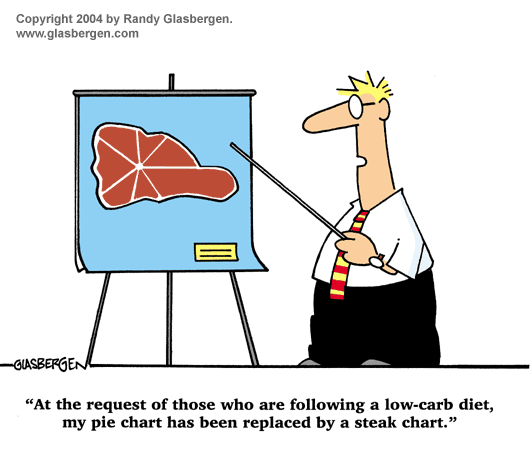 Copyright 2004 by Randy Glasbergen.
www.glasbergen.com
GLASBERGEN
“At the request of those who are following a low-carb diet,
my pie chart has been replaced by a steak chart.”